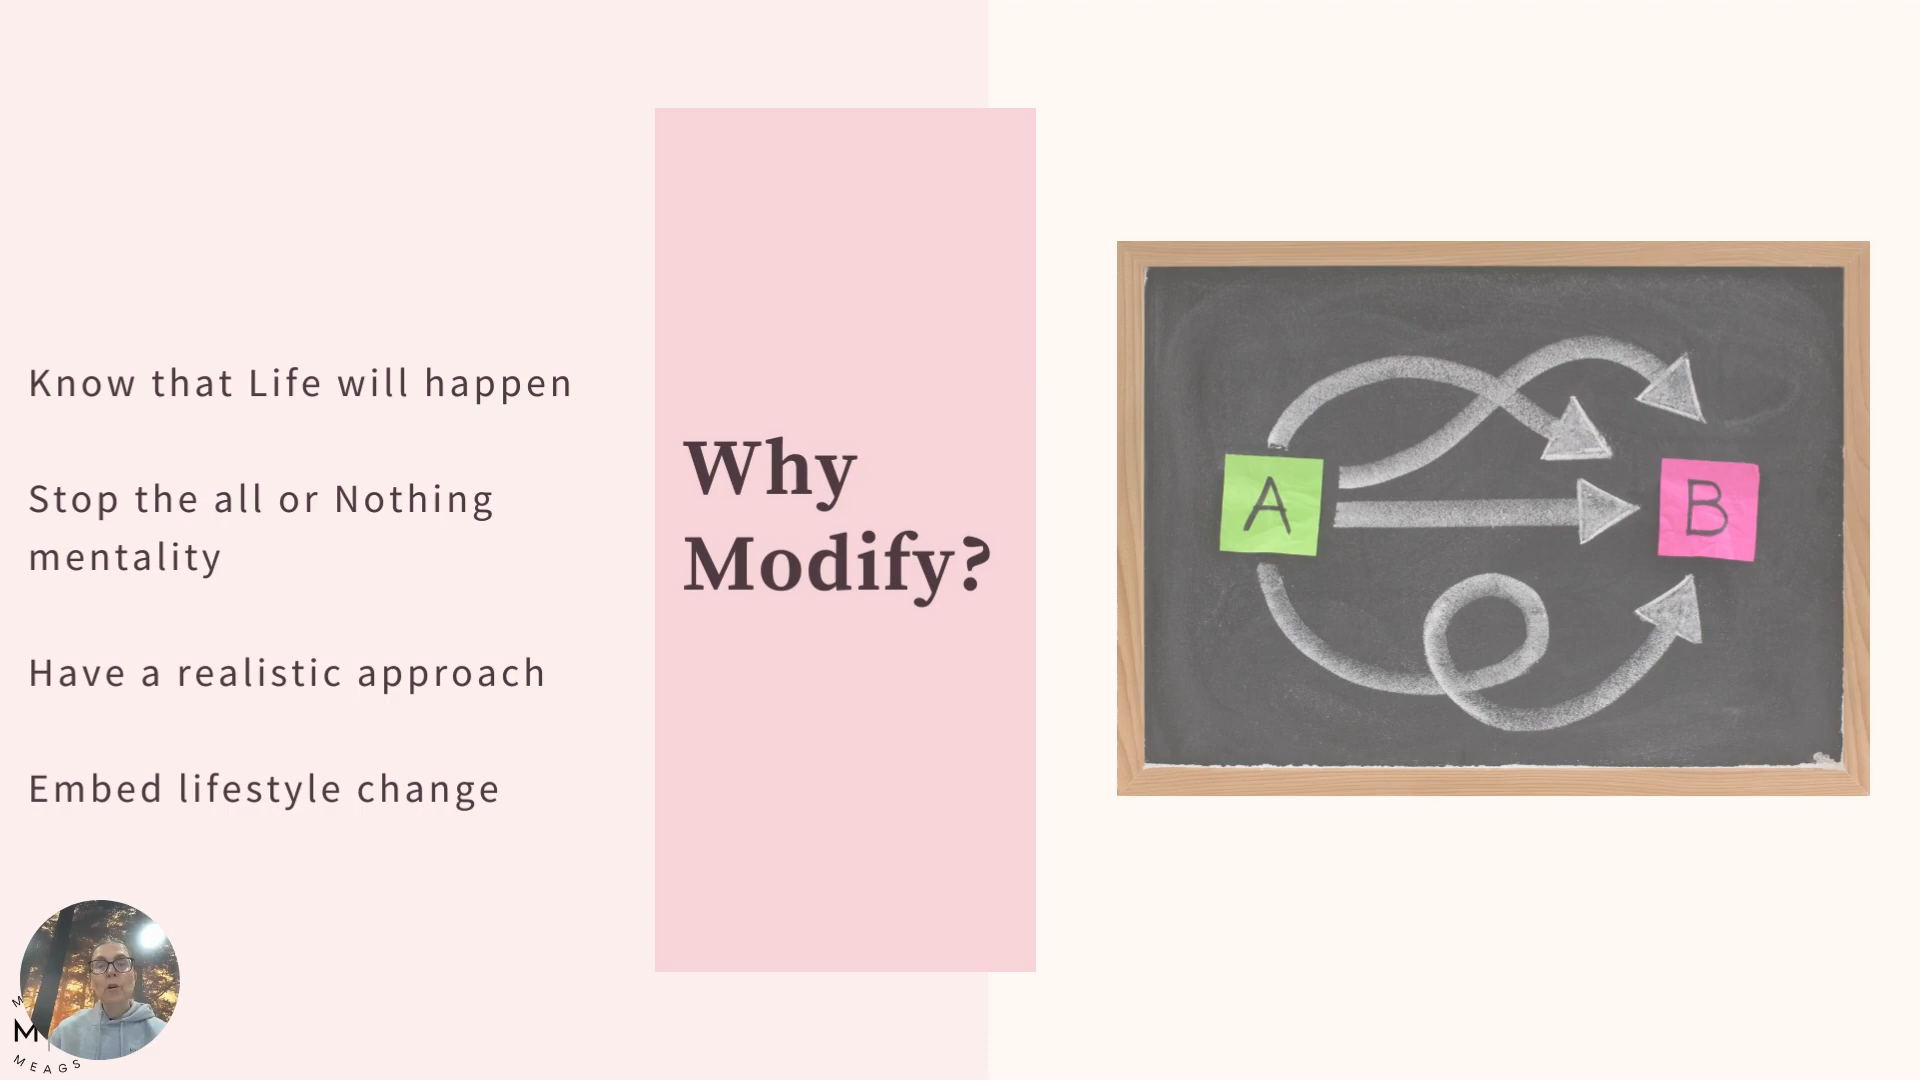 Know that Life will happen
Stop the all or Nothing
mentality
Have a realistic approach
Embed lifestyle change
Why
Modify?
A
B
M
M
MEAGS